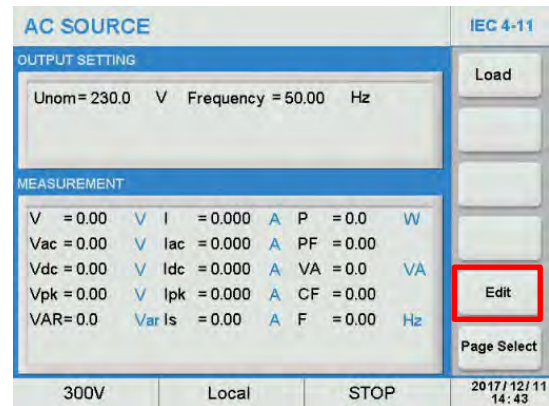 AC SOURCE
IEC 4-11
OUTPUT SETTING
Unom = 230.0 V Frequency = 50.00 Hz
Load
MEASUREMENT
V = 0.00 V I = 0.000 A P = 0.0 W
Vac = 0.00 V Iac = 0.000 A PF = 0.00
Vdc = 0.00 V Idc = 0.000 A VA = 0.0 VA
Vpk = 0.00 V Ipk = 0.000 A CF = 0.00
VAR= 0.0 Var Is = 0.00 A F = 0.00 Hz
Edit
Page Select
300V Local STOP 2017/12/11
14:43